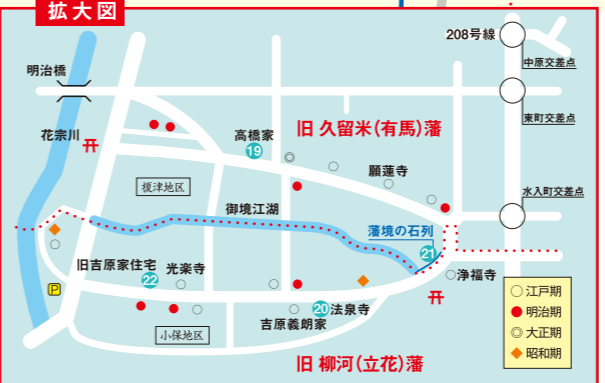 拡大図
208号線
中原交差点
明治橋
東町交差点
花宗川
旧 久留米(有馬)藩
高橋家
19
願蓮寺
榎津地区
水入町交差点
御境江湖
藩境の石列
21
旧吉原家住宅
22
光楽寺
浄福寺
P
江戸期
明治期
大正期
昭和期
20
法泉寺
吉原義朗家
小保地区
旧 柳河(立花)藩